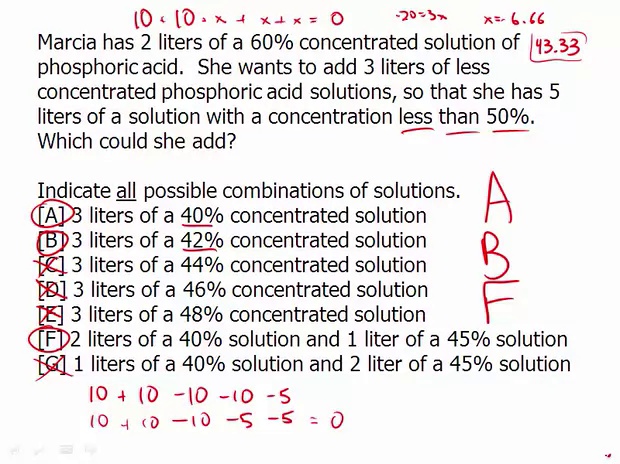 10 + 10 + x + x + x = 0 -20=3x x=-6.66
Marcia has 2 liters of a 60% concentrated solution of 43.33
phosphoric acid. She wants to add 3 liters of less
concentrated phosphoric acid solutions, so that she has 5
liters of a solution with a concentration less than 50%.
Which could she add?
Indicate all possible combinations of solutions.
[A] 3 liters of a 40% concentrated solution A
[B] 3 liters of a 42% concentrated solution B
[C] 3 liters of a 44% concentrated solution
[D] 3 liters of a 46% concentrated solution F
[E] 3 liters of a 48% concentrated solution
[F] 2 liters of a 40% solution and 1 liter of a 45% solution
[G] 1 liters of a 40% solution and 2 liter of a 45% solution
10 + 10 -10 -10 -5
10 + 10 -10 -5 -5 = 0